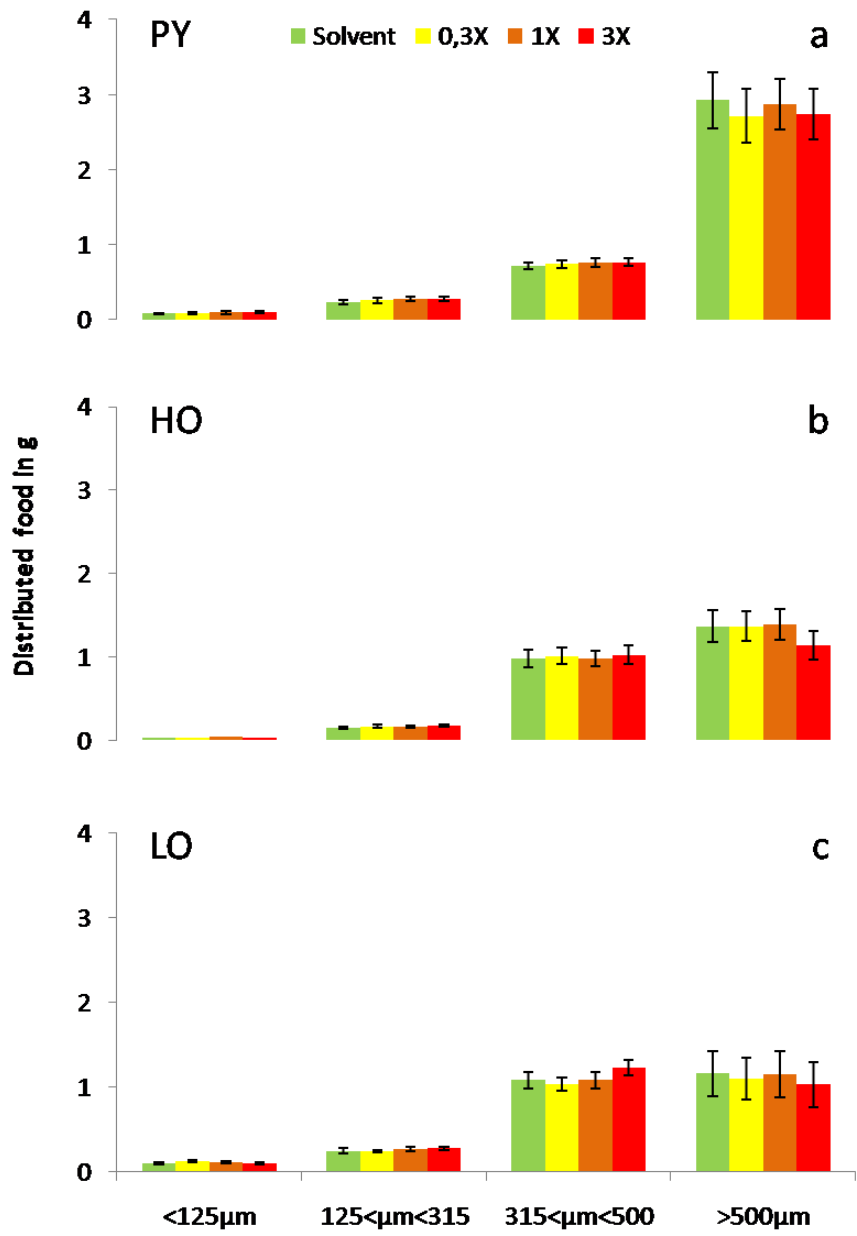 PY
Solvent 0,3X 1X 3X
a
4
3
2
1
0
HO
b
4
3
2
1
0
Distributed food in g
LO
c
4
3
2
1
0
<125µm 125<µm<315 315<µm<500 >500µm